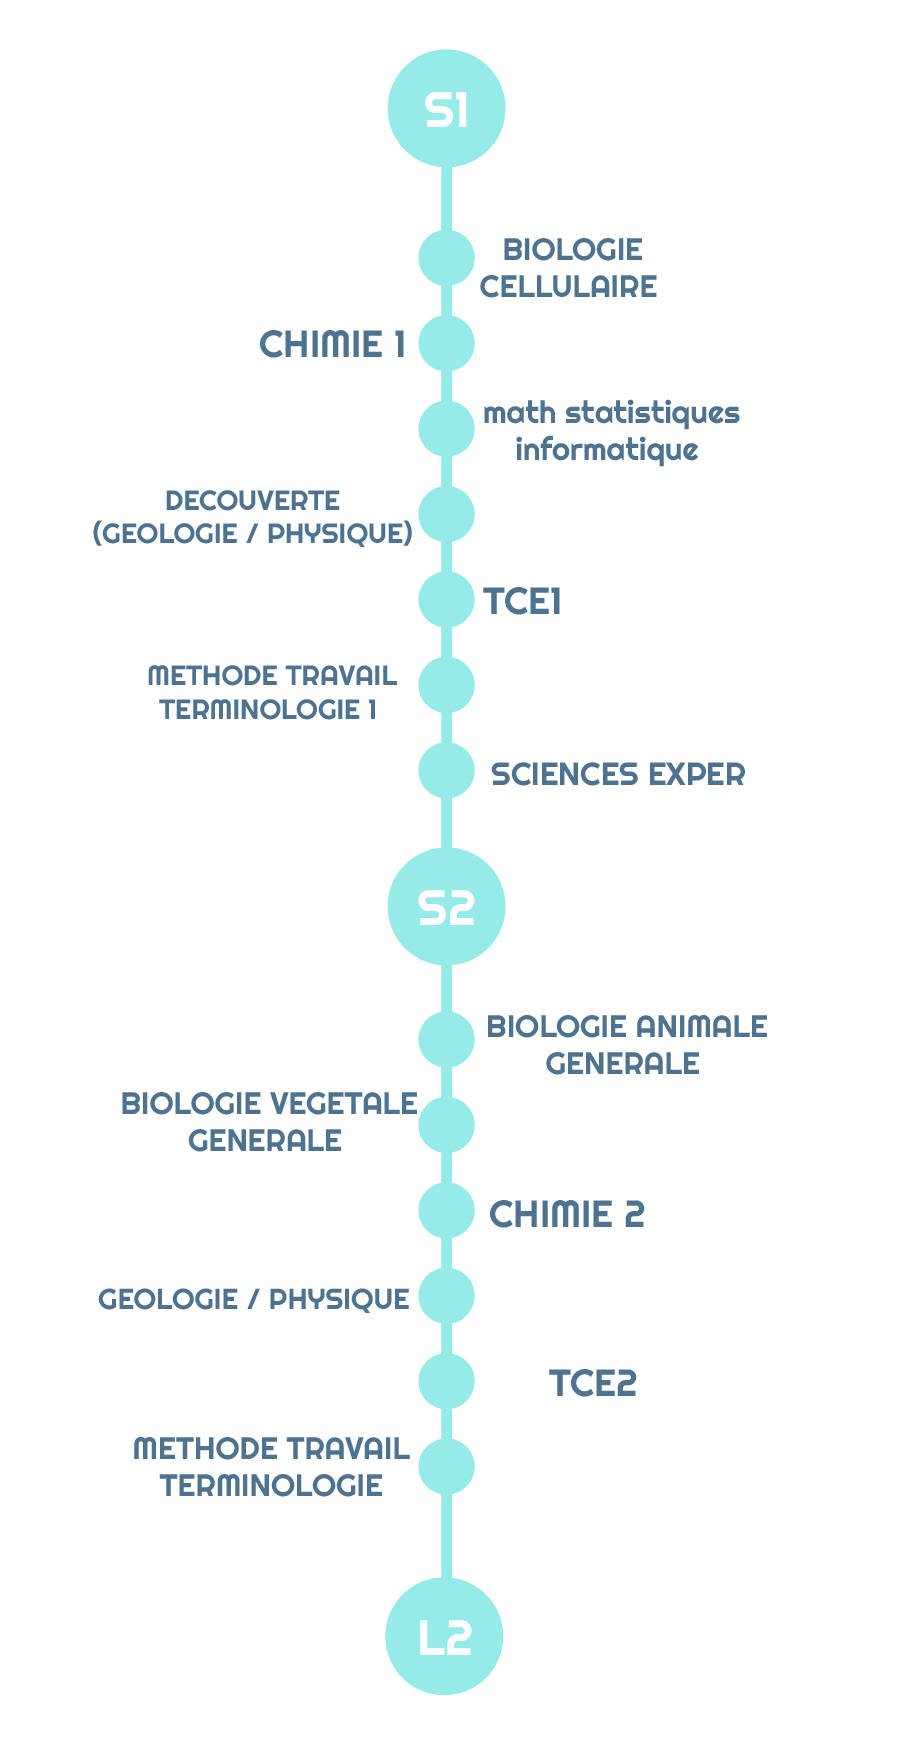 S1
BIOLOGIE
CELLULAIRE
CHIMIE 1
math statistiques
informatique
DECOUVERTE
(GEOLOGIE / PHYSIQUE)
TCE1
METHODE TRAVAIL
TERMINOLOGIE 1
SCIENCES EXPER
S2
BIOLOGIE ANIMALE
GENERALE
BIOLOGIE VEGETALE
GENERALE
CHIMIE 2
GEOLOGIE / PHYSIQUE
TCE2
METHODE TRAVAIL
TERMINOLOGIE
L2